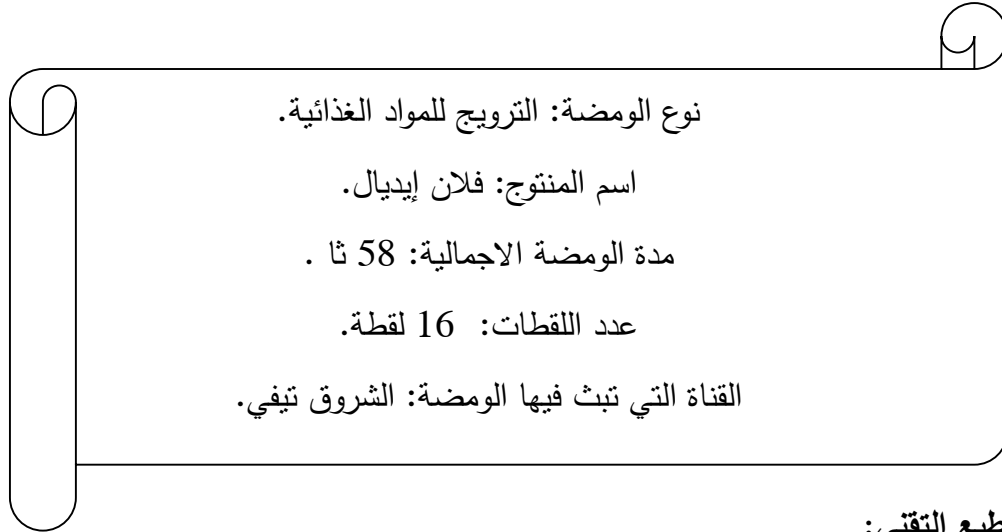 نوع الومضة: الترويج للمواد الغذائية.
اسم المنتوج: فلان إيديال.
مدة الومضة الاجمالية: 58 ثا .
عدد اللقطات: 16 لقطة.
القناة التي تبث فيها الومضة: الشروق تيفي.
التقني: